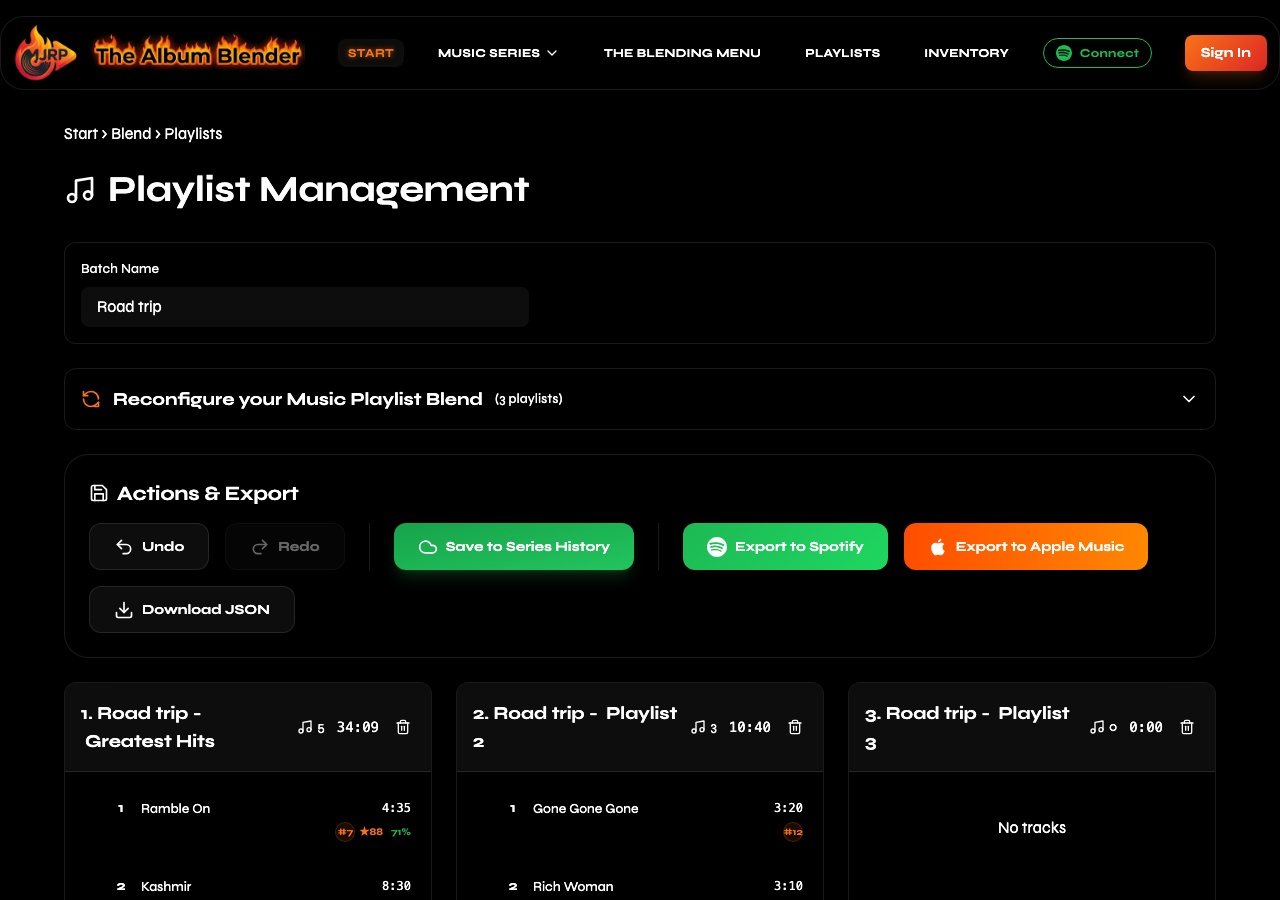 JRP The Album Blender START MUSIC SERIES THE BLENDING MENU PLAYLISTS INVENTORY Connect Sign In
Start › Blend › Playlists
Playlist Management
Batch Name
Road trip
Reconfigure your Music Playlist Blend (3 playlists)
Actions & Export
Undo Redo Save to Series History Export to Spotify Export to Apple Music
Download JSON
1. Road trip - Greatest Hits 5 34:09
2. Road trip - Playlist 2 3 10:40
3. Road trip - Playlist 3 0 0:00
1 Ramble On 4:35
#7 ★88 71%
1 Gone Gone Gone 3:20
#12
No tracks
2 Kashmir 8:30
2 Rich Woman 3:10